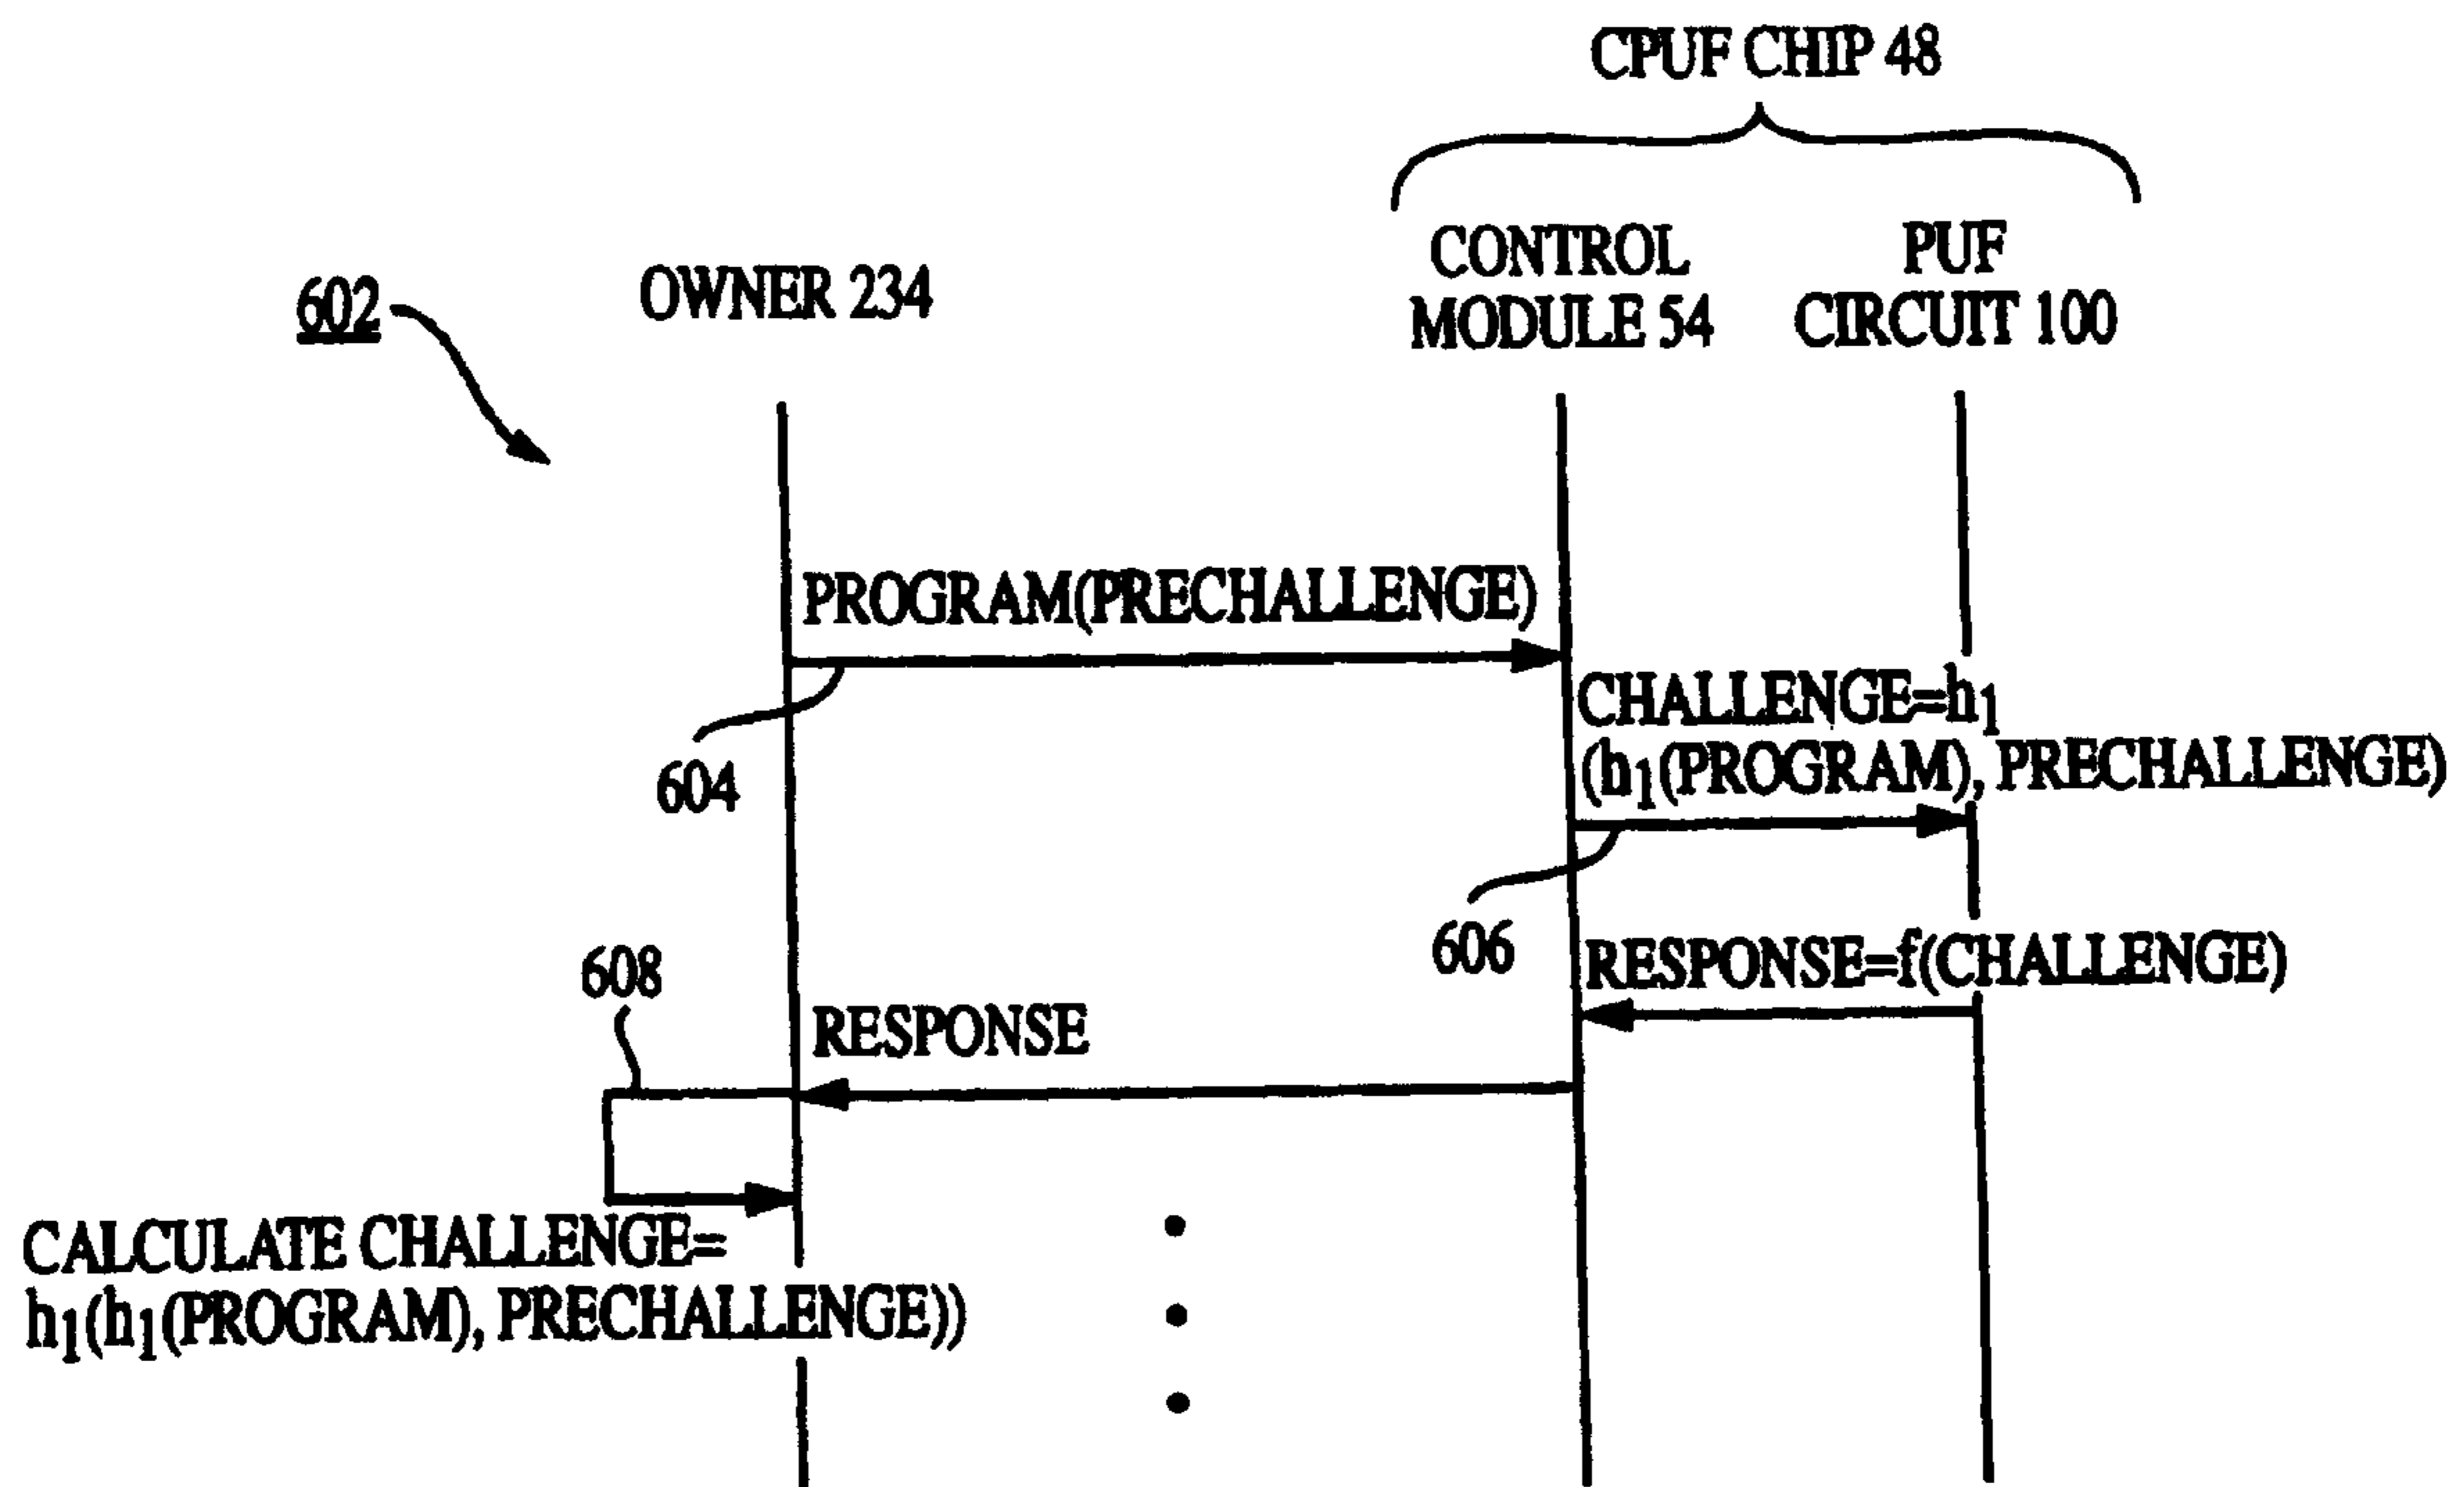 CPUF CHIP 48
602
OWNER 234
CONTROL
MODULE 54
PUF
CIRCUIT 100
PROGRAM(PRECHALLENGE)
604
CHALLENGE=h1
(h1(PROGRAM), PRECHALLENGE)
606
RESPONSE=f(CHALLENGE)
608
RESPONSE
CALCULATE CHALLENGE=
h1(h1(PROGRAM), PRECHALLENGE))